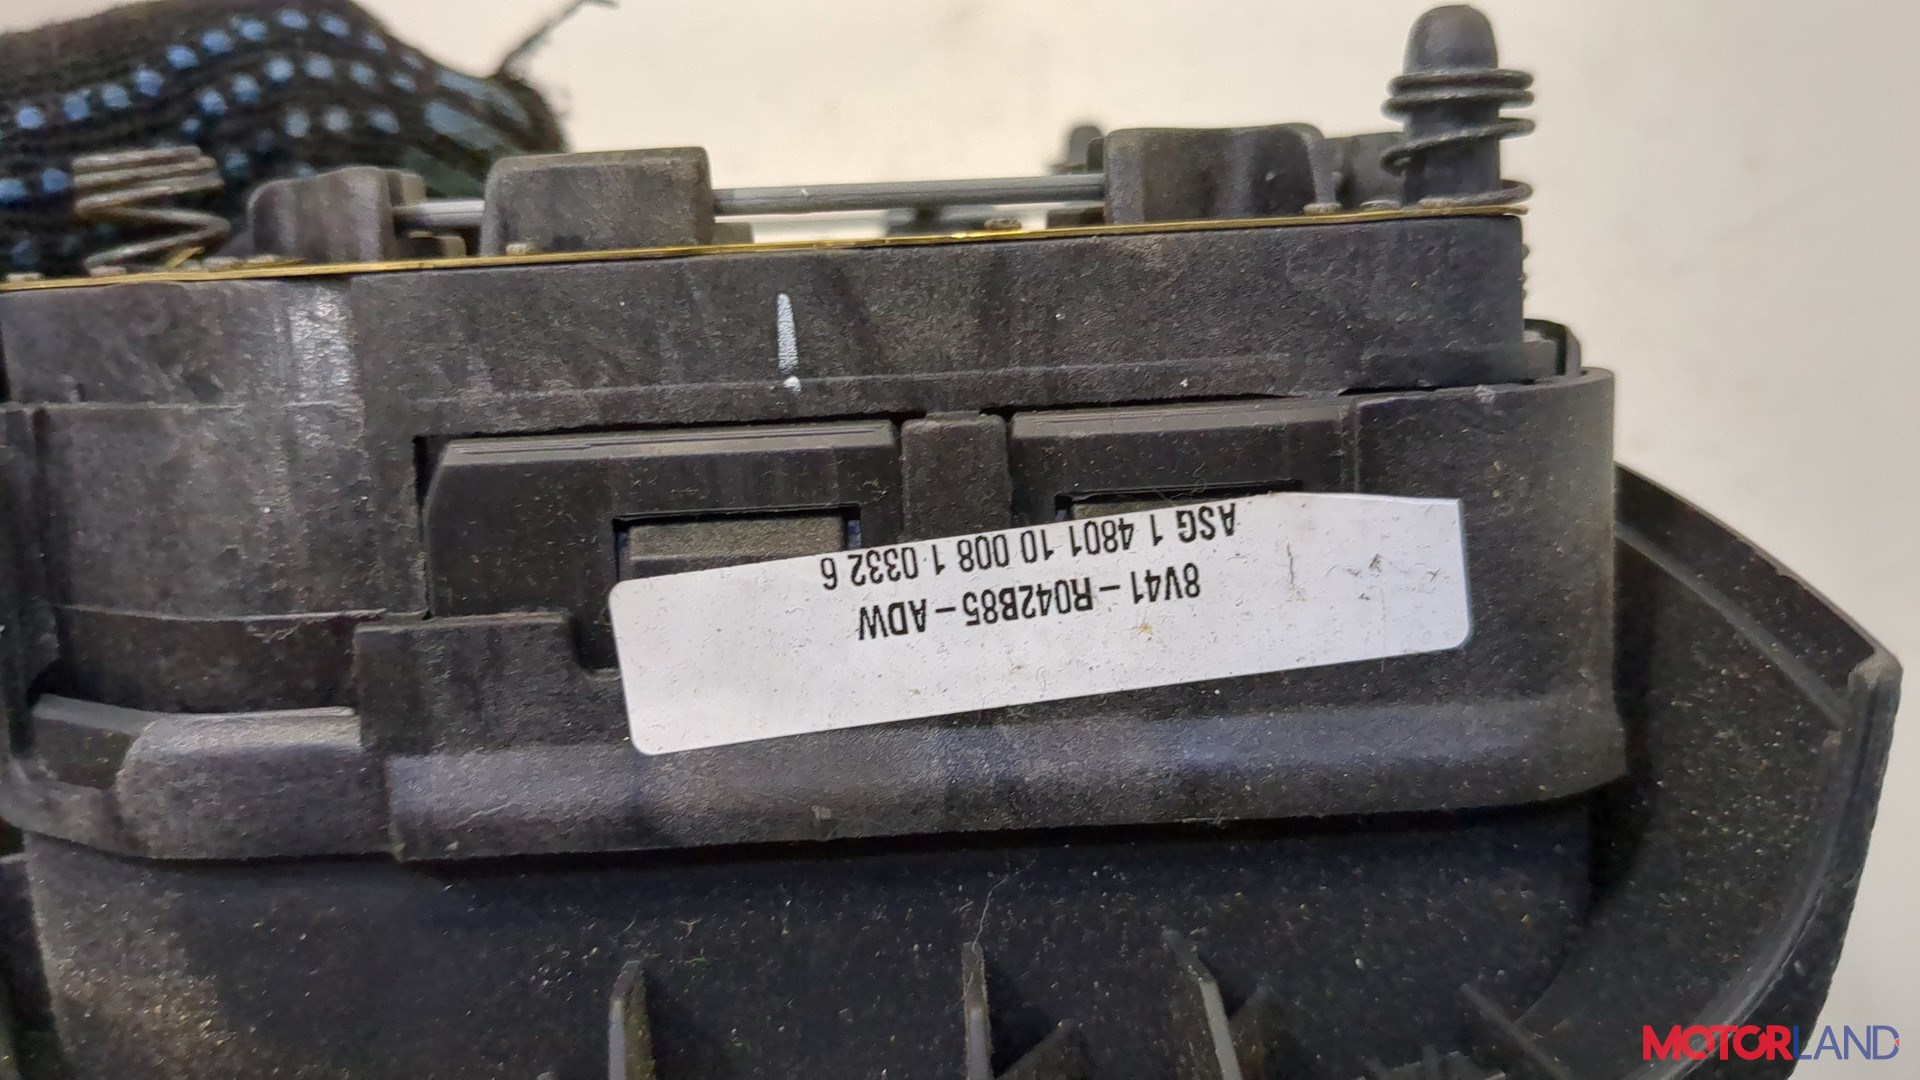 8V41-R042B85-ADW
ASG 1 4801 10 008 1 0332 6
MOTORLAND